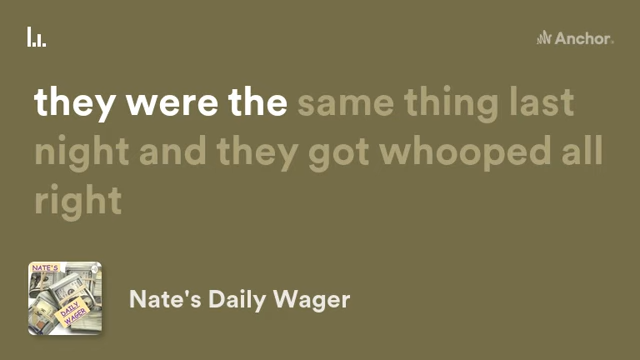 Anchor
they were the same thing last
night and they got whooped all
right
NATE'S
DAILY
WAGER
Nate's Daily Wager